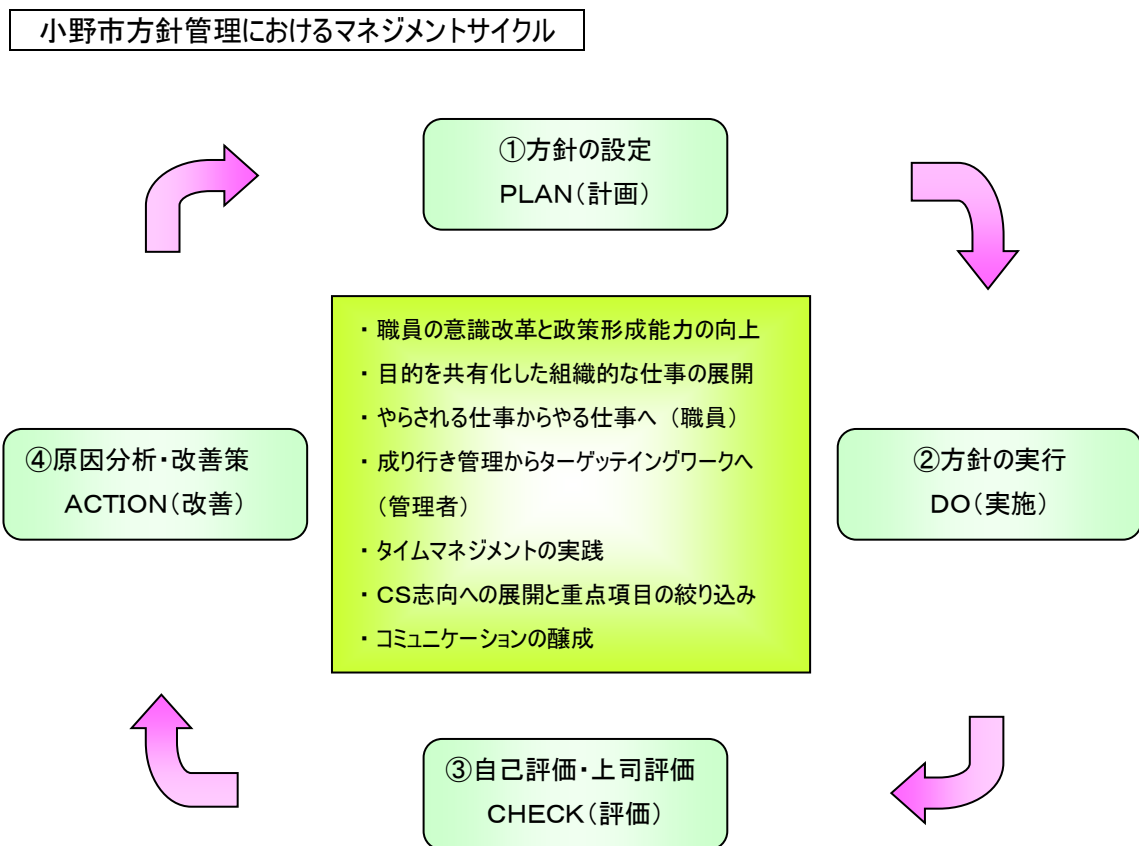 小野市方針管理におけるマネジメントサイクル
①方針の設定
PLAN(計画)
・職員の意識改革と政策形成能力の向上
・目的を共有化した組織的な仕事の展開
・やらされる仕事からやる仕事へ (職員)
・成り行き管理からターゲッテイングワークへ
(管理者)
・タイムマネジメントの実践
・CS志向への展開と重点項目の絞り込み
・コミュニケーションの醸成
④原因分析・改善策
ACTION(改善)
②方針の実行
DO(実施)
③自己評価・上司評価
CHECK(評価)